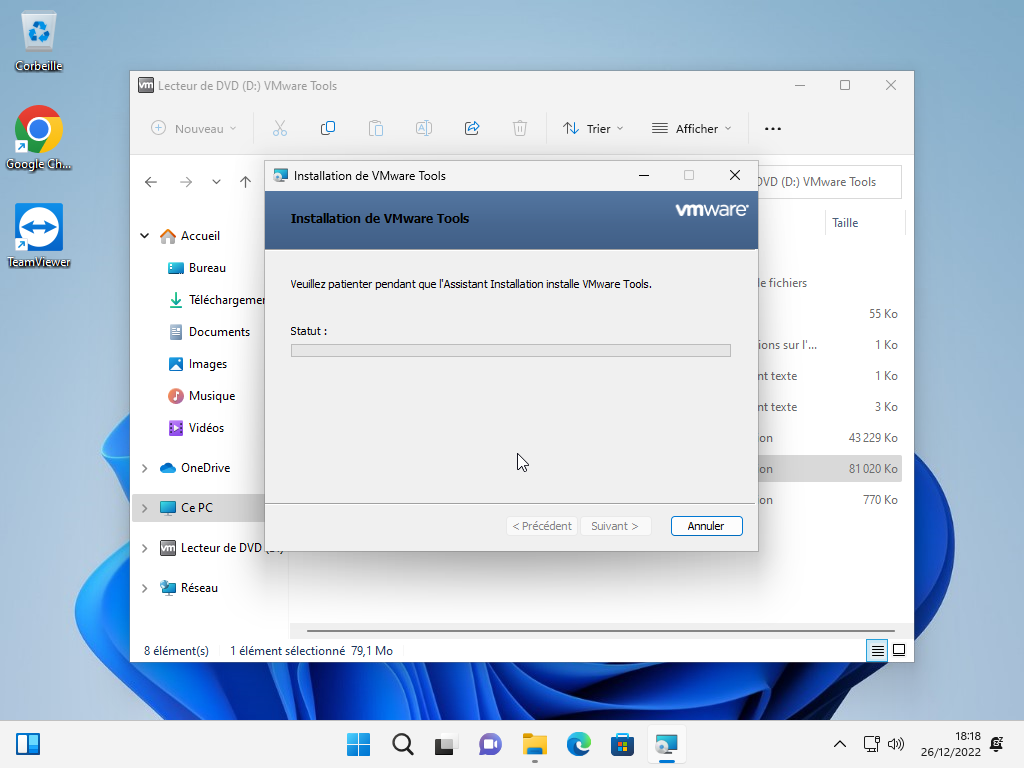 Corbeille
Google Ch...
TeamViewer
vm Lecteur de DVD (D:) VMware Tools
Nouveau
Trier
Afficher
DVD (D:) VMware Tools
Taille
Accueil
Bureau
Téléchargemen
Documents
Images
Musique
Vidéos
OneDrive
Ce PC
vm Lecteur de DVD
Réseau
Installation de VMware Tools
Installation de VMware Tools
vmware®
Veuillez patienter pendant que l'Assistant Installation installe VMware Tools.
Statut :
< Précédent
Suivant >
Annuler
de fichiers
55 Ko
ions sur l'...
1 Ko
nt texte
1 Ko
nt texte
3 Ko
on
43 229 Ko
on
81 020 Ko
on
770 Ko
8 élément(s)
1 élément sélectionné 79,1 Mo
18:18
26/12/2022